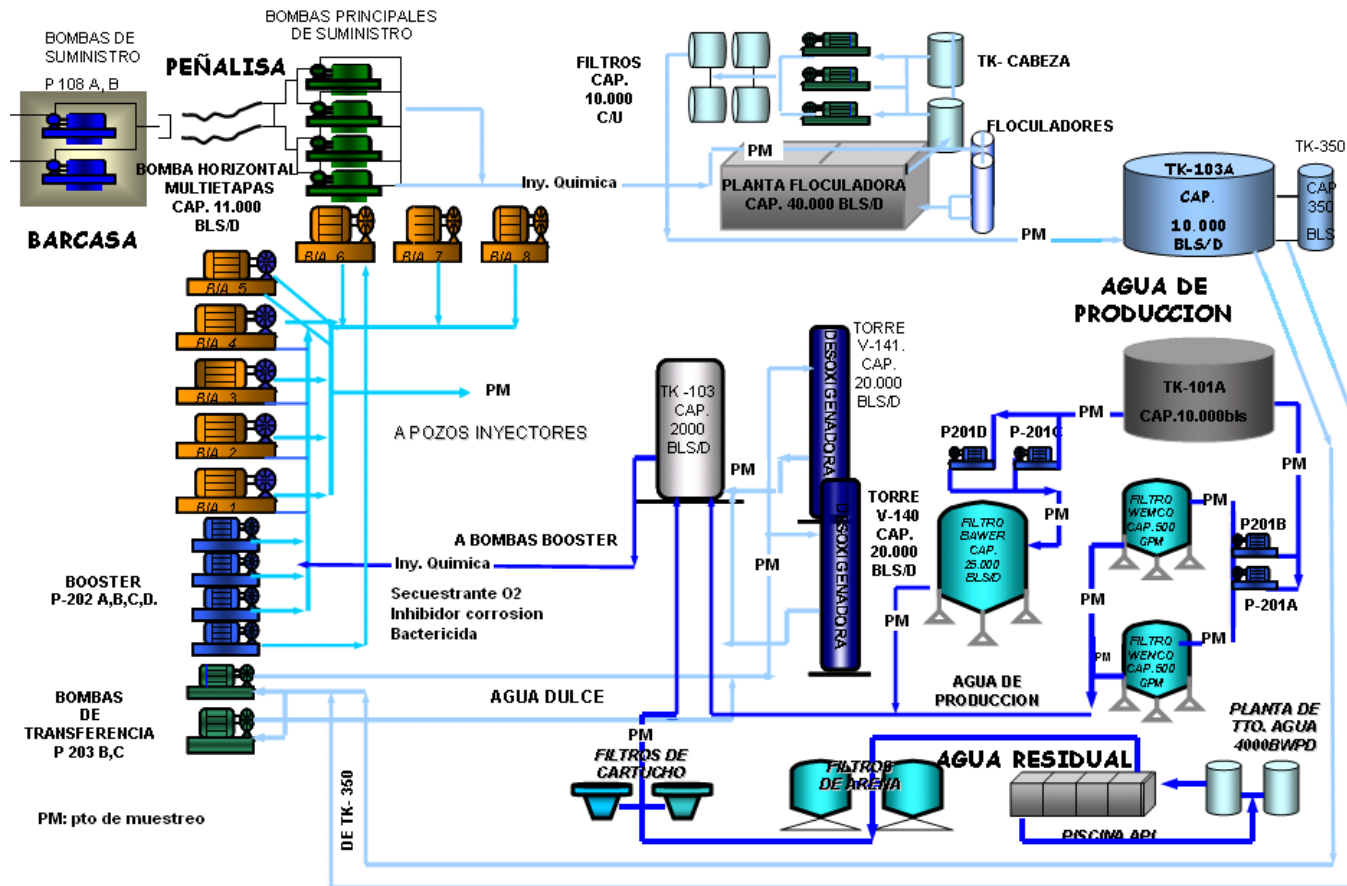 BOMBAS DE
SUMINISTRO
P 108 A, B
BARCASA
PEÑALISA
BOMBAS PRINCIPALES
DE SUMINISTRO
BOMBA HORIZONTAL
MULTIETAPAS
CAP. 11.000
BLS/D
Iny. Quimica
FILTROS
CAP.
10.000
C/U
TK- CABEZA
FLOCULADORES
PM
PLANTA FLOCULADORA
CAP. 40.000 BLS/D
PM
TK-103A
CAP.
10.000
BLS/D
TK-350
CAP
350
BLS
B/A 6
B/A 7
B/A 8
B/A 5
B/A 4
B/A 3
B/A 2
B/A 1
PM
A POZOS INYECTORES
TK -103
CAP.
2000
BLS/D
PM
DESOXIGENADORA
TORRE
V-141.
CAP.
20.000
BLS/D
DESOXIGENADORA
TORRE
V-140
CAP.
20.000
BLS/D
PM
AGUA DE
PRODUCCION
TK-101A
CAP.10.000bls
PM
PM
P201D
P-201C
PM
FILTRO
BAWER
CAP.
25.000
BLS/D
PM
FILTRO
WEMCO
CAP.500
GPM
PM
P201B
P-201A
PM
PM
FILTRO
WENCO
CAP.500
GPM
PM
A BOMBAS BOOSTER
Iny. Quimica
Secuestrante O2
Inhibidor corrosion
Bactericida
BOOSTER
P-202 A,B,C,D.
BOMBAS
DE
TRANSFERENCIA
P 203 B,C
AGUA DULCE
AGUA DE
PRODUCCION
PM
FILTROS DE
CARTUCHO
FILTROS
DE ARENA
AGUA RESIDUAL
PLANTA DE
TTO. AGUA
4000BWPD
PISCINA API
DE TK- 350
PM: pto de muestreo